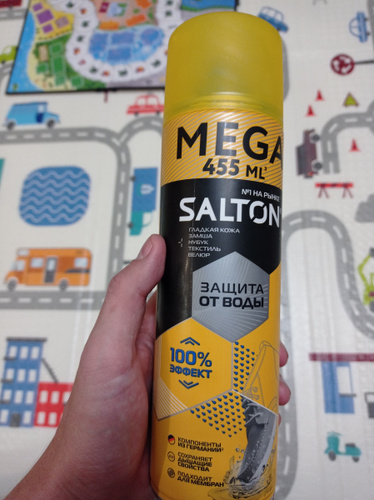 MEGA
455 ML*
№1 НА РЫНКЕ
SALTON
ГЛАДКАЯ КОЖА
ЗАМША
НУБУК
ТЕКСТИЛЬ
ВЕЛЮР
ЗАЩИТА
ОТ ВОДЫ
100%
ЭФФЕКТ
КОМПОНЕНТЫ
ИЗ ГЕРМАНИИ
СОХРАНЯЕТ
ДЫШАЩИЕ
СВОЙСТВА
ПОДХОДИТ
ДЛЯ МЕМБРАН